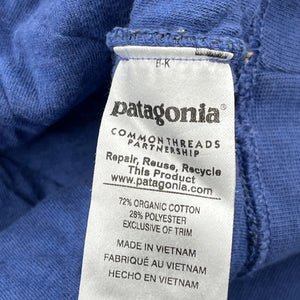 patagonia
COMMONTHREADS
PARTNERSHIP
Repair, Reuse, Recycle
This Product
www.patagonia.com
72% ORGANIC COTTON
28% POLYESTER
EXCLUSIVE OF TRIM
MADE IN VIETNAM
FABRIQUÉ AU VIETNAM
HECHO EN VIETNAM